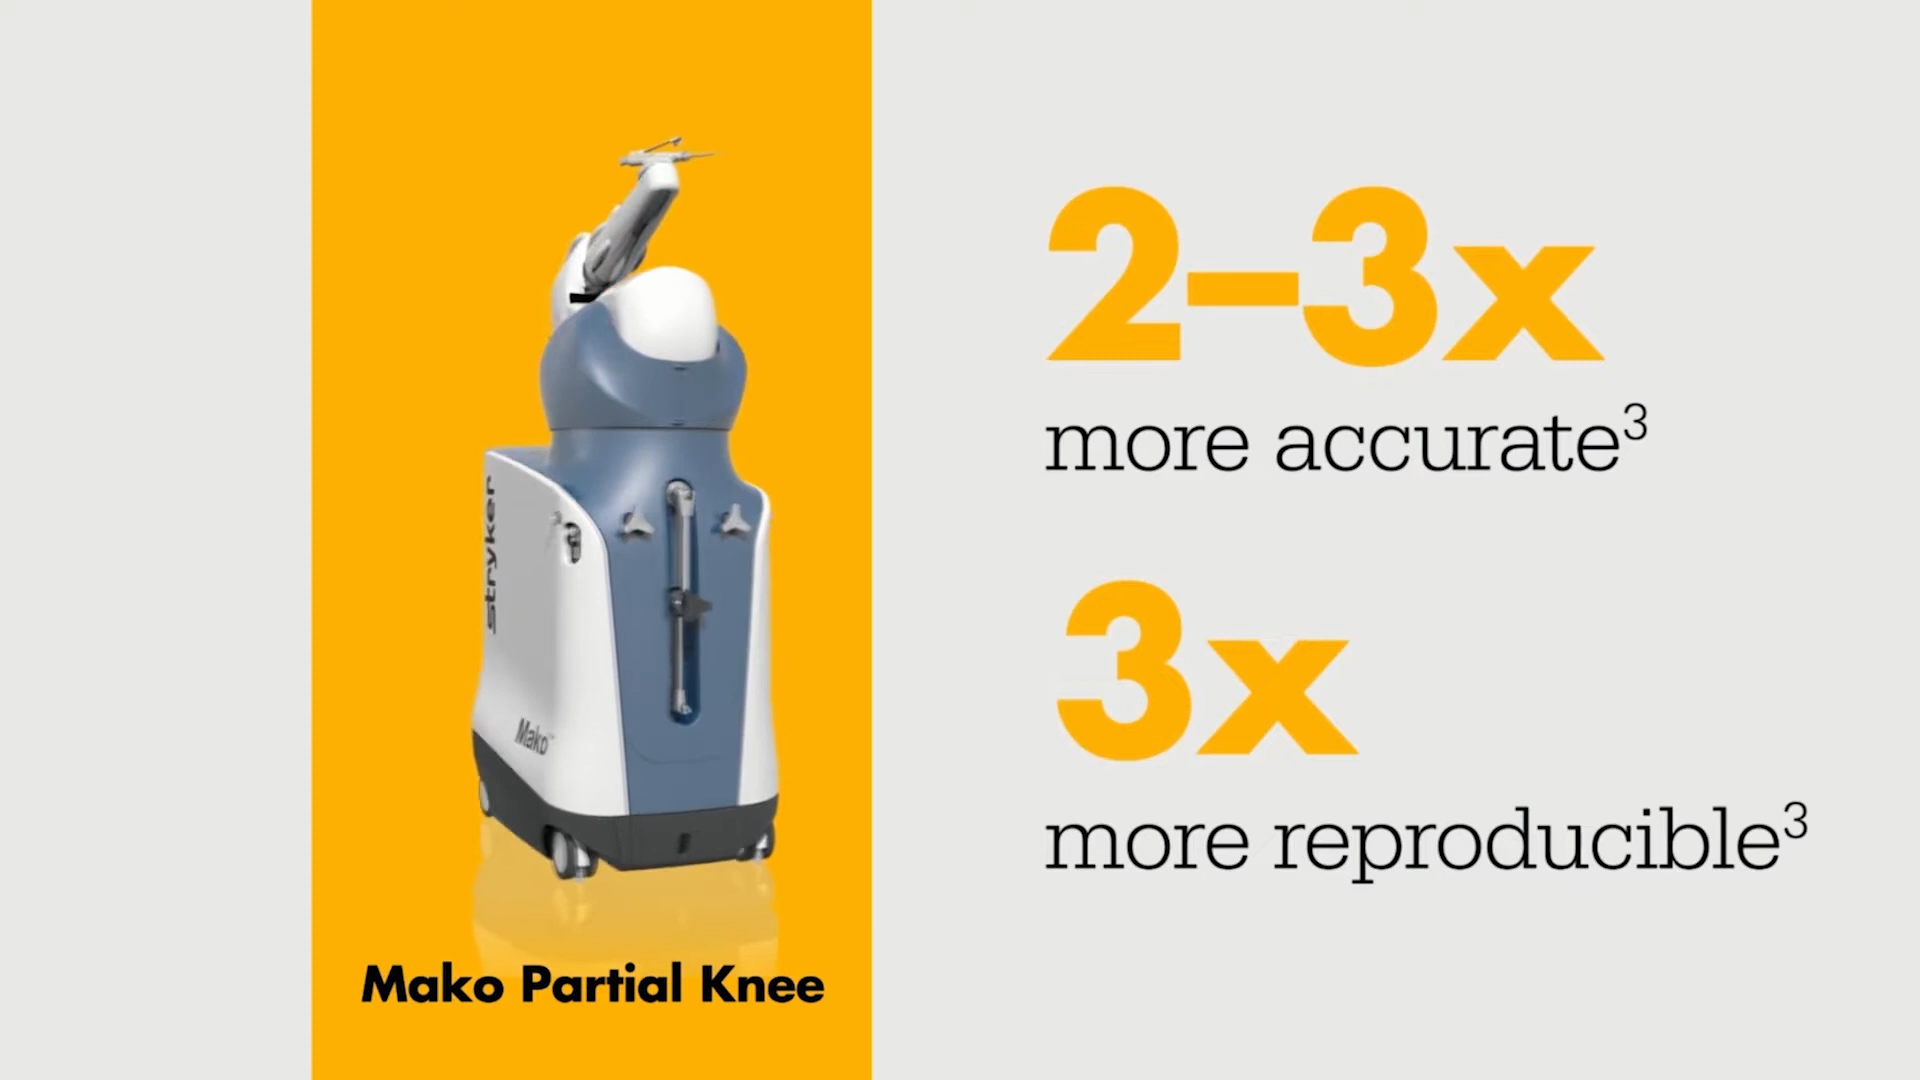 stryker
Mako
Mako Partial Knee
2–3x
more accurate³
3x
more reproducible³